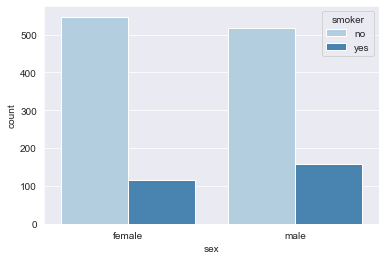 smoker
no
yes
500
400
300
200
100
0
count
female
male
sex